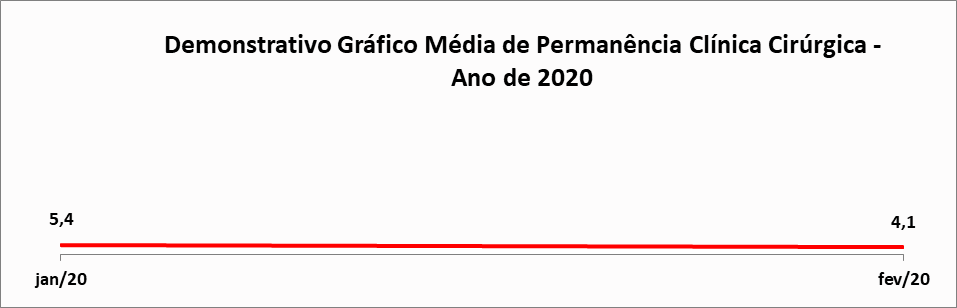 Demonstrativo Gráfico Média de Permanência Clínica Cirúrgica -
Ano de 2020
5,4
4,1
jan/20
fev/20